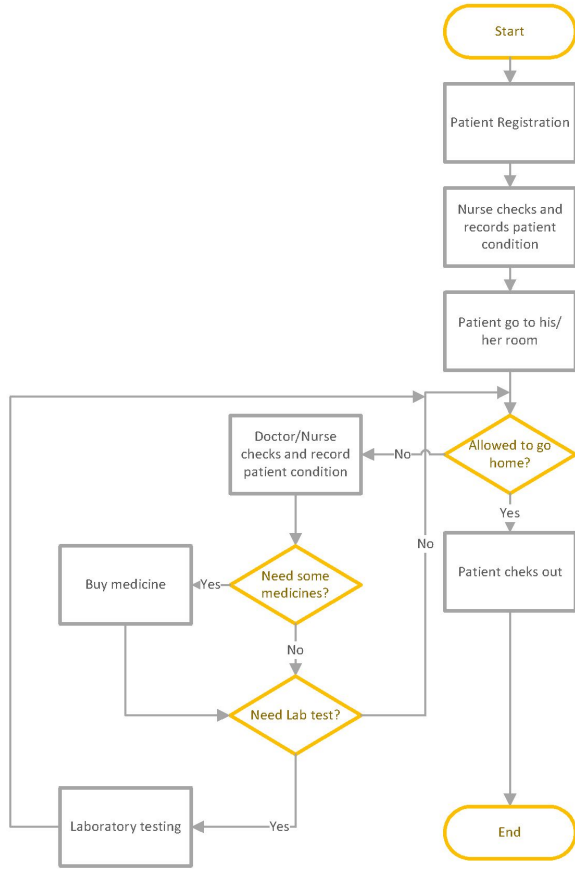 Start
Patient Registration
Nurse checks and
records patient
condition
Patient go to his/
her room
Allowed to go
home?
No
Doctor/Nurse
checks and record
patient condition
Yes
Patient cheks out
No
Need some
medicines?
Yes
Buy medicine
No
Need Lab test?
Yes
Laboratory testing
End